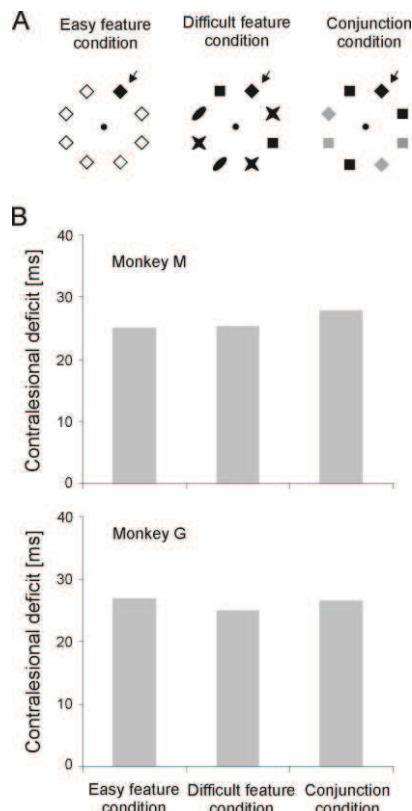 A
Easy feature
condition
Difficult feature
condition
Conjunction
condition
B
Contralesional deficit [ms]
40
30
20
10
0
Monkey M
Contralesional deficit [ms]
40
30
20
10
0
Monkey G
Easy feature
condition
Difficult feature
condition
Conjunction
condition